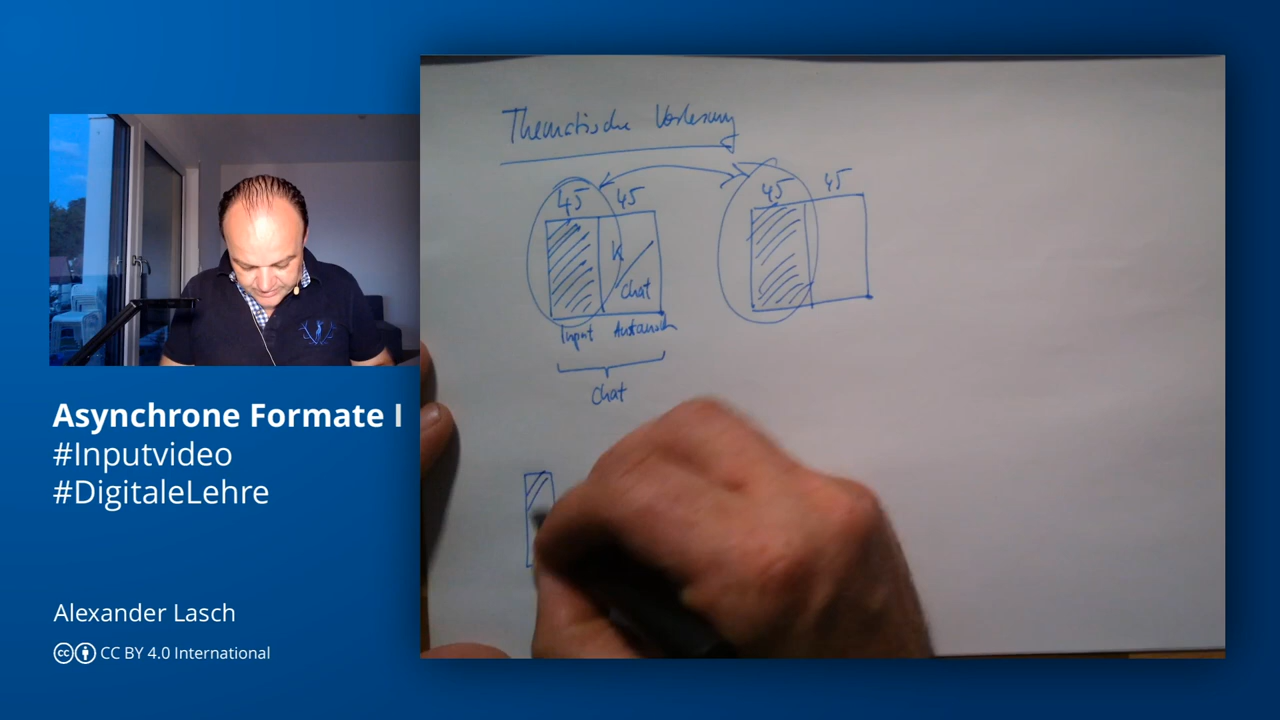 Thematische Vorlesung
45 45 45 45
K
Chat
Input Austausch
Chat
Asynchrone Formate I
#Inputvideo
#DigitaleLehre
Alexander Lasch
CC BY 4.0 International